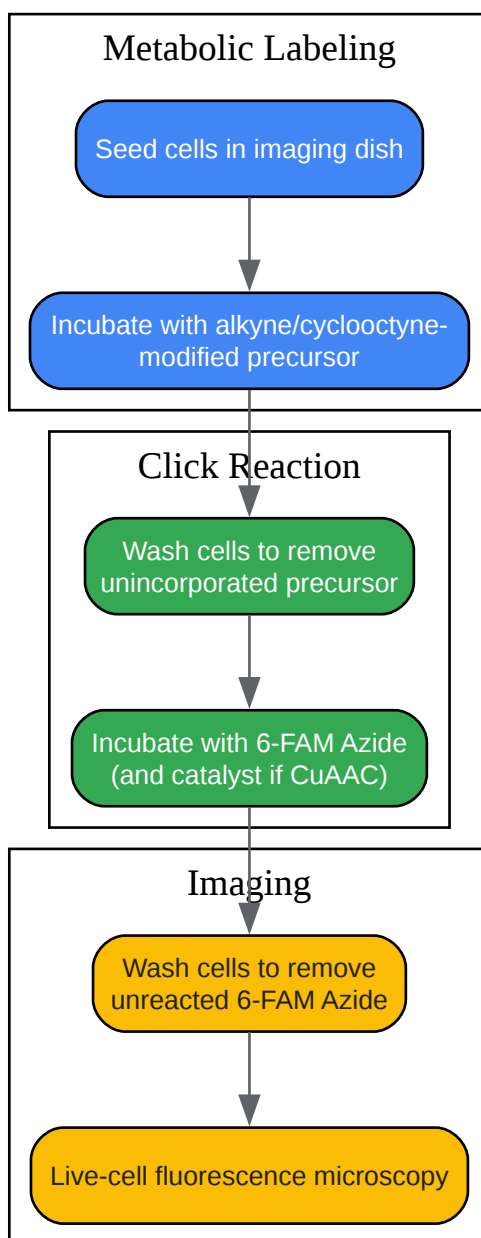 Metabolic Labeling
Seed cells in imaging dish
Incubate with alkyne/cyclooctyne-
modified precursor
Click Reaction
Wash cells to remove
unincorporated precursor
Incubate with 6-FAM Azide
(and catalyst if CuAAC)
Imaging
Wash cells to remove
unreacted 6-FAM Azide
Live-cell fluorescence microscopy